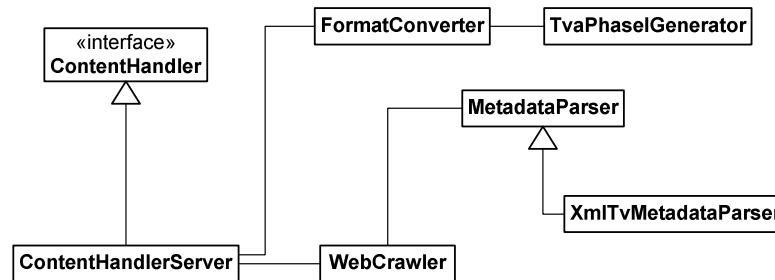 «interface»
ContentHandler
FormatConverter
TvaPhaseIGenerator
MetadataParser
XmlTvMetadataParser
ContentHandlerServer
WebCrawler